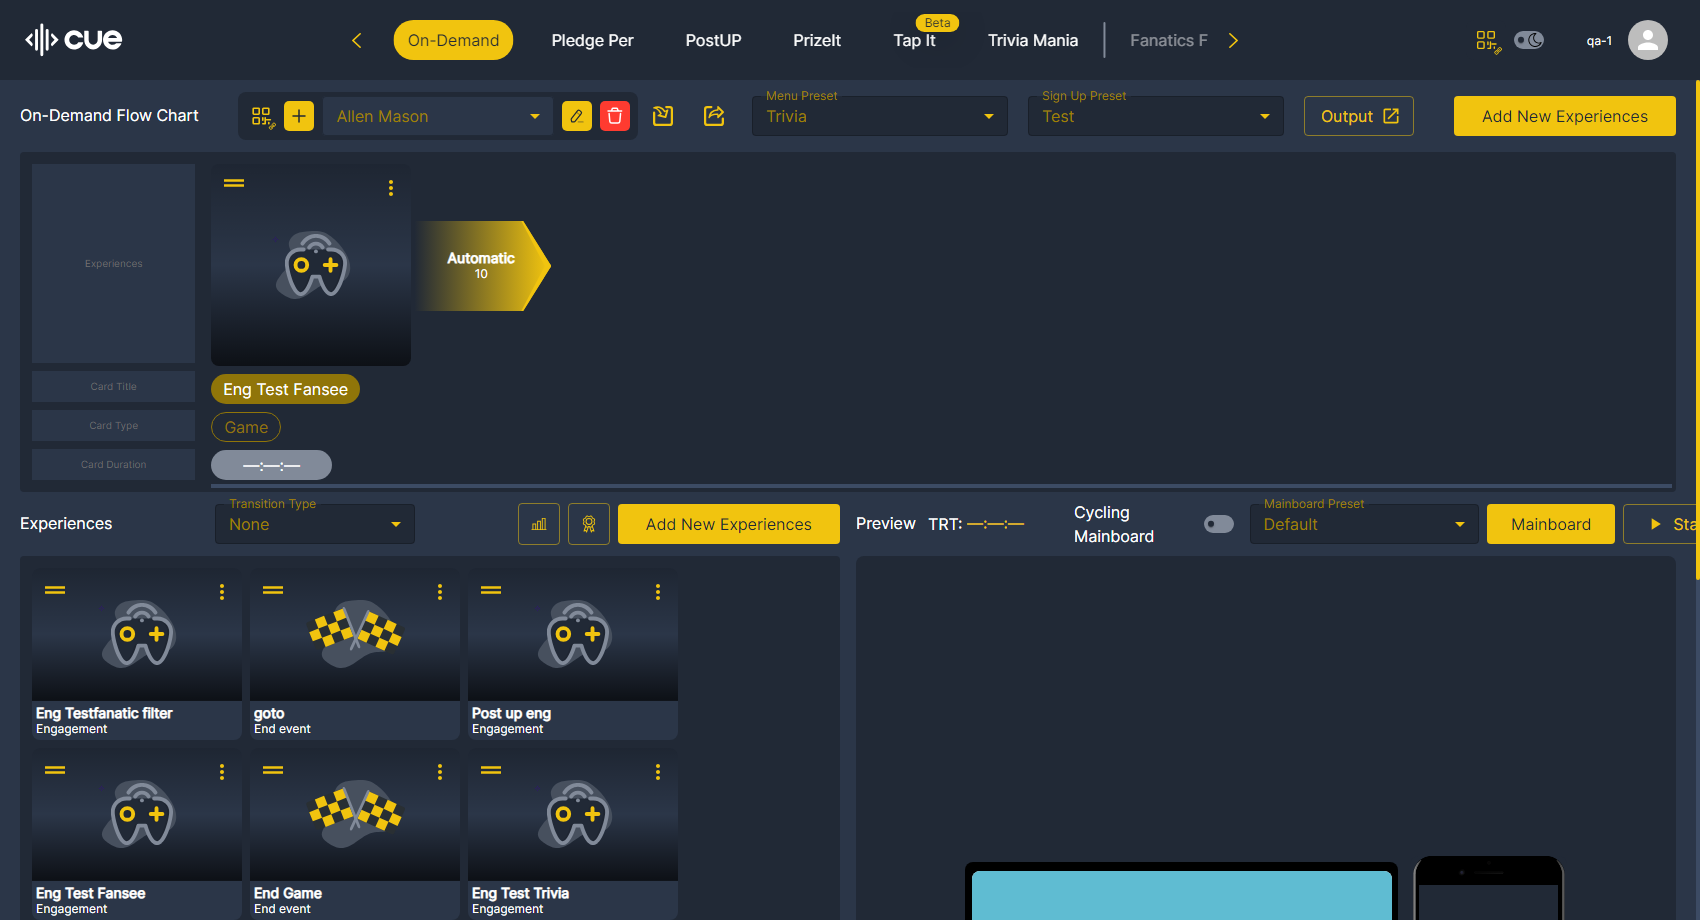 cue
On-Demand
Pledge Per
PostUP
PrizeIt
Beta
Tap It
Trivia Mania
Fanatics F
qa-1
On-Demand Flow Chart
Allen Mason
Menu Preset
Trivia
Sign Up Preset
Test
Output
Add New Experiences
Experiences
Automatic
10
Card Title
Eng Test Fansee
Card Type
Game
Card Duration
—:—:—
Experiences
Transition Type
None
Add New Experiences
Preview
TRT: —:—:—
Cycling
Mainboard
Mainboard Preset
Default
Mainboard
Sta
Eng Testfanatic filter
Engagement
goto
End event
Post up eng
Engagement
Eng Test Fansee
Engagement
End Game
End event
Eng Test Trivia
Engagement